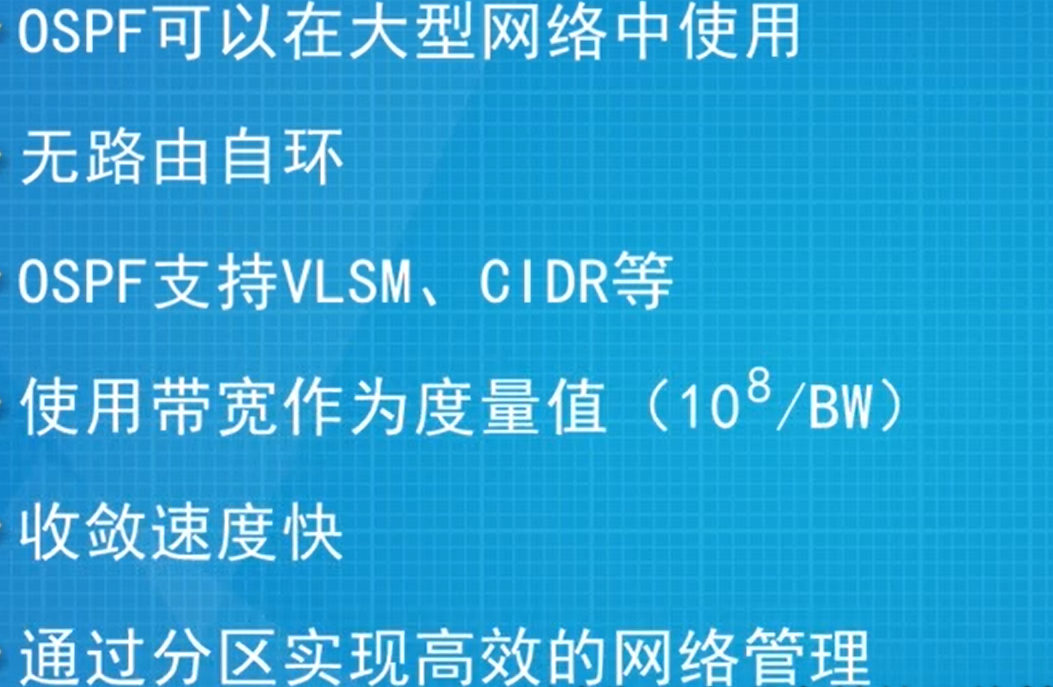 OSPF可以在大型网络中使用
无路由自环
OSPF支持VLSM、CIDR等
使用带宽作为度量值（10⁸/BW）
收敛速度快
通过分区实现高效的网络管理